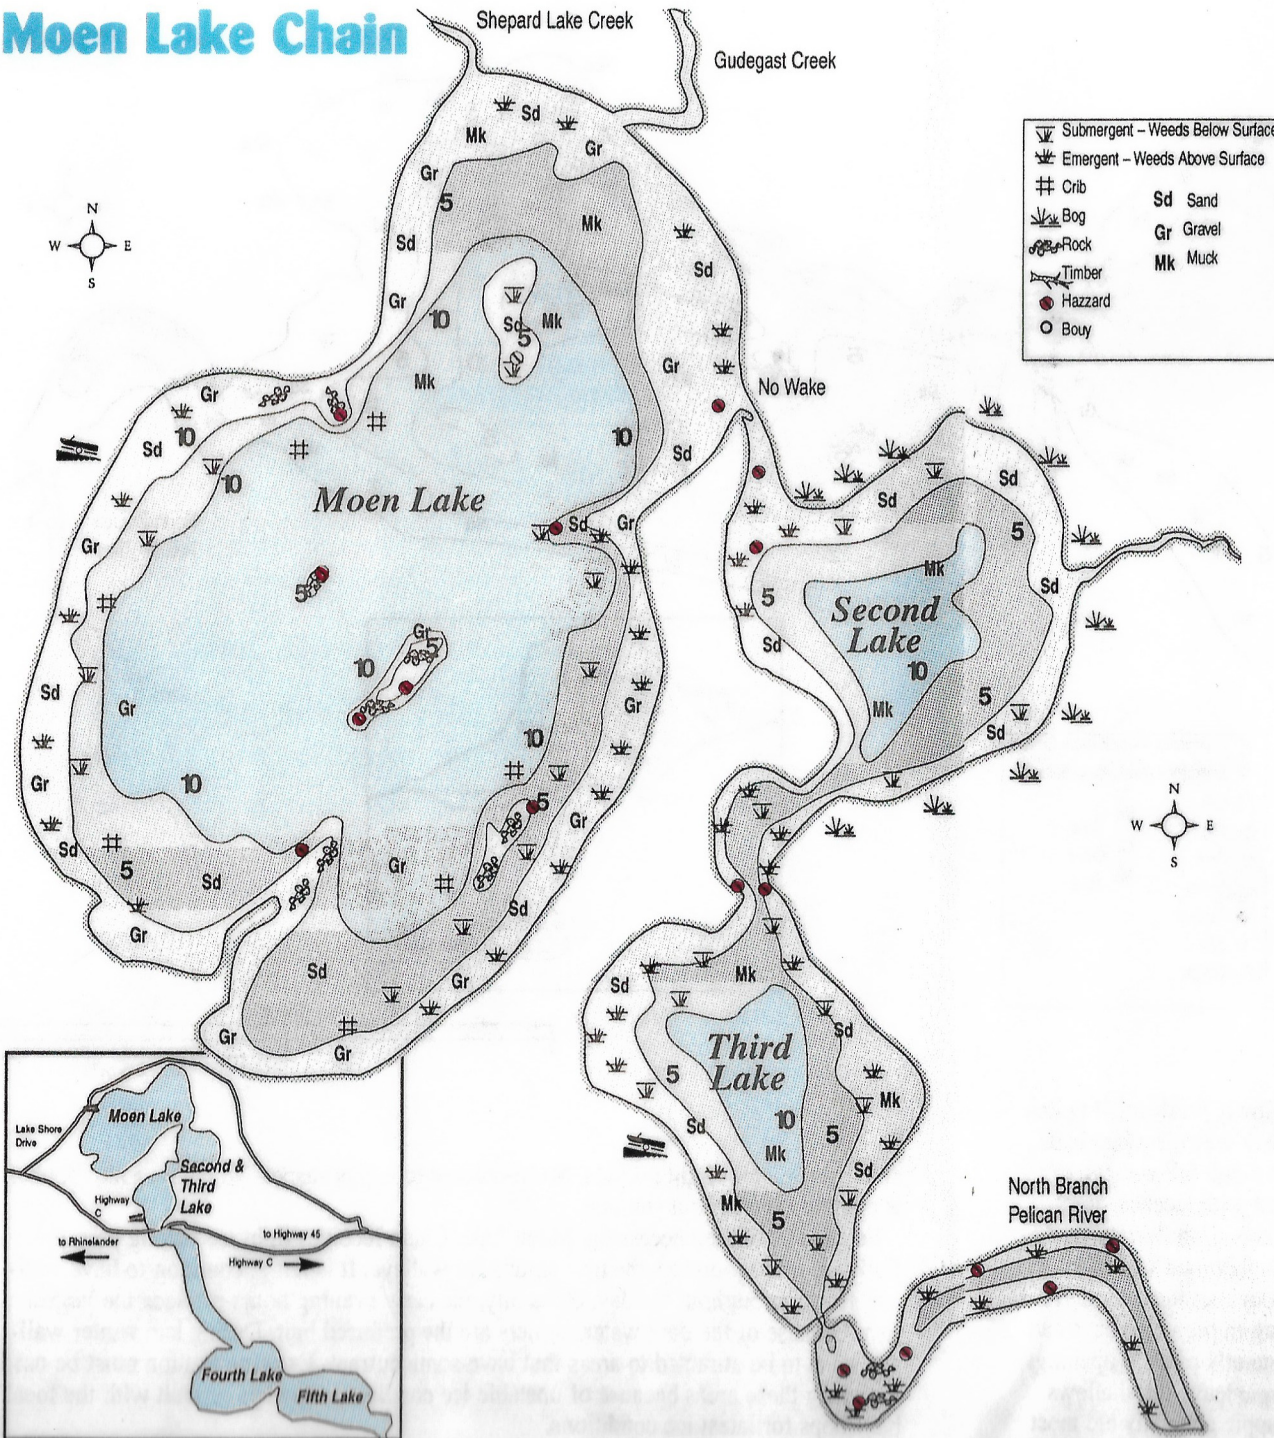 Moen Lake Chain
Shepard Lake Creek
Gudegast Creek
Submergent – Weeds Below Surface
Emergent – Weeds Above Surface
Crib
Bog
Rock
Timber
Hazzard
Bouy
Sd Sand
Gr Gravel
Mk Muck
N
W E
S
Sd
Mk
Gr
Gr
5
Mk
Sd
Sd
Gr
10
Sd
5
Mk
Mk
Gr
No Wake
Gr
10
Sd
10
10
Sd
Moen Lake
Sd
Gr
Gr
Sd
Sd
5
Mk
Sd
5
Second
Lake
5
Gr
5
10
Sd
Sd
10
Gr
Gr
Mk
5
Sd
10
10
Gr
5
Gr
N
W E
S
Sd
5
Sd
Gr
Sd
Gr
Sd
Gr
Gr
Gr
Sd
Mk
Third
Lake
Sd
5
Mk
10
Sd
5
Mk
Sd
Mk
5
North Branch
Pelican River
Moen Lake
Lake Shore
Drive
Second &
Third
Lake
Highway
C
to Rhinelander
to Highway 45
Highway C
Fourth Lake
Fifth Lake